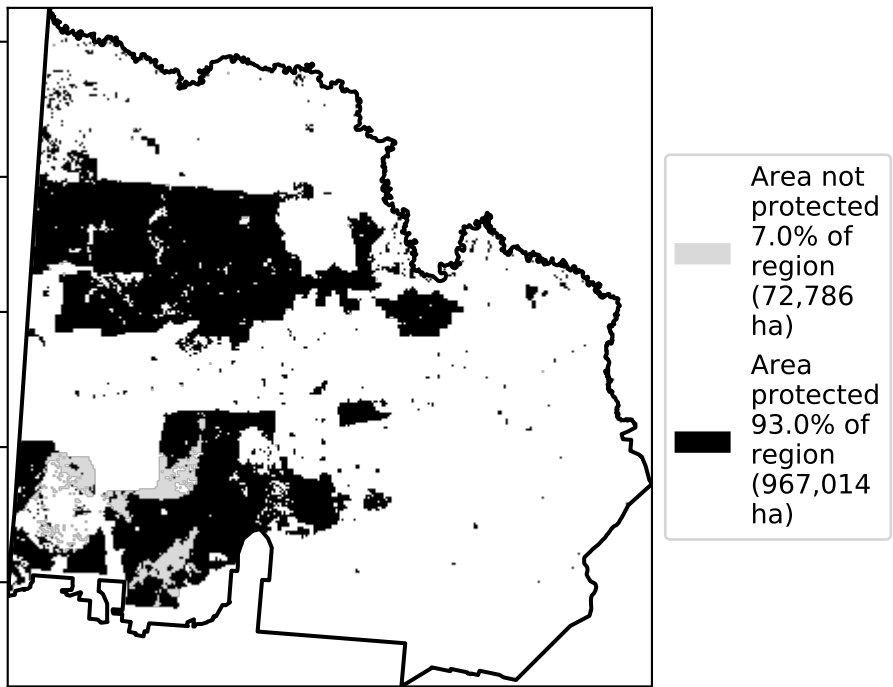 Area not
protected
7.0% of
region
(72,786
ha)
Area
protected
93.0% of
region
(967,014
ha)